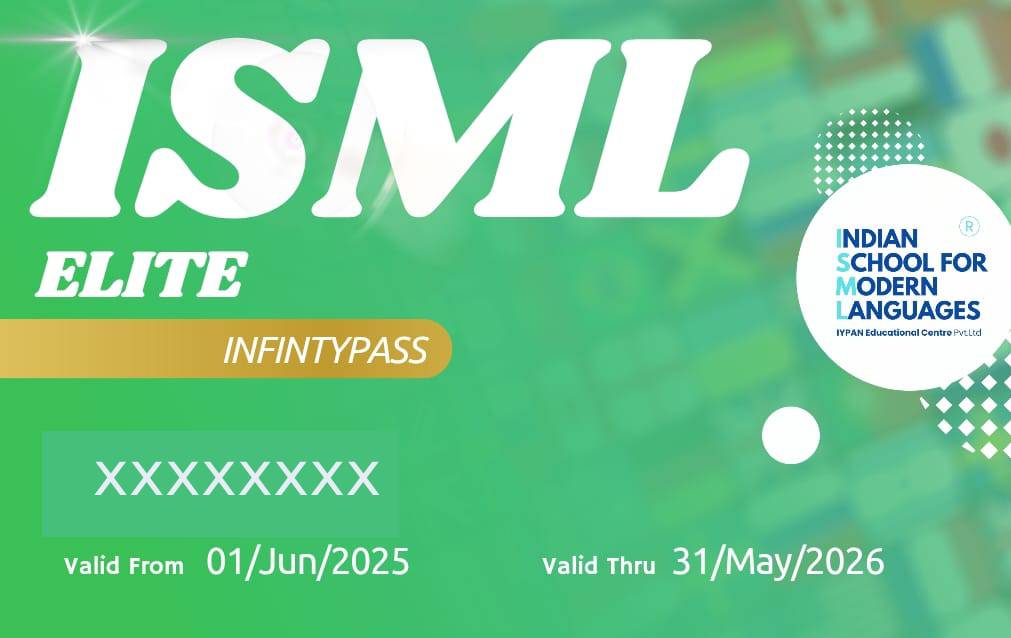 ISML
ELITE
INFINTYPASS
INDIAN
SCHOOL FOR
MODERN
LANGUAGES
®
IYPAN Educational Centre Pvt.Ltd
XXXXXXXX
Valid From 01/Jun/2025
Valid Thru 31/May/2026